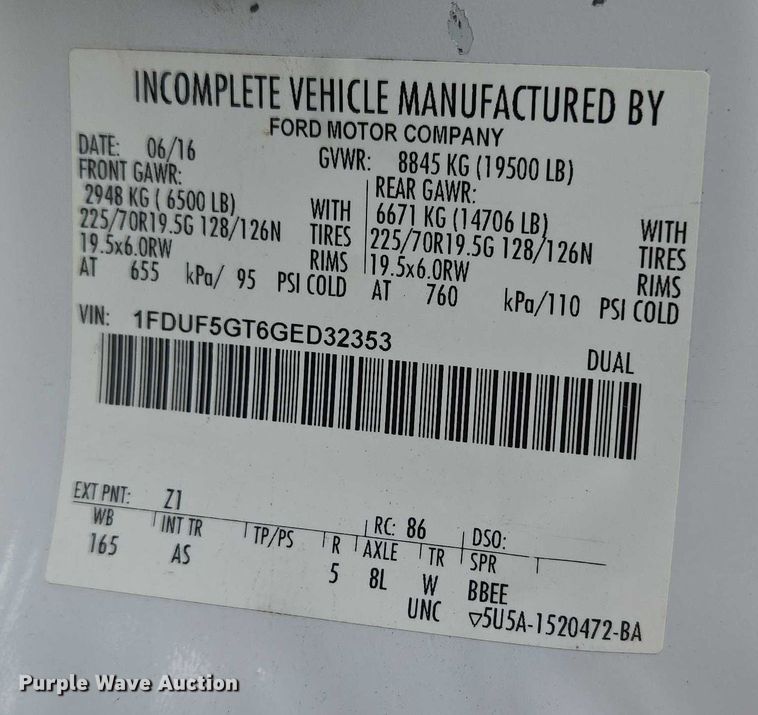 INCOMPLETE VEHICLE MANUFACTURED BY
FORD MOTOR COMPANY
DATE: 06/16 GVWR: 8845 KG (19500 LB)
FRONT GAWR: REAR GAWR:
2948 KG ( 6500 LB) WITH 6671 KG (14706 LB) WITH
225/70R19.5G 128/126N TIRES 225/70R19.5G 128/126N TIRES
19.5x6.0RW RIMS 19.5x6.0RW RIMS
AT 655 kPa/ 95 PSI COLD AT 760 kPa/110 PSI COLD
VIN: 1FDUF5GT6GED32353
DUAL
EXT PNT: Z1 RC: 86 DSO:
WB INT TR TP/PS R AXLE TR SPR
165 AS 5 8L W BBEE
UNC ▽5U5A-1520472-BA
Purple Wave Auction